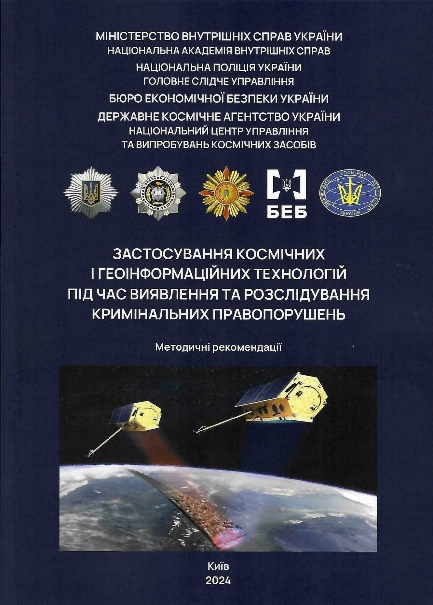 МІНІСТЕРСТВО ВНУТРІШНІХ СПРАВ УКРАЇНИ
НАЦІОНАЛЬНА АКАДЕМІЯ ВНУТРІШНІХ СПРАВ
НАЦІОНАЛЬНА ПОЛІЦІЯ УКРАЇНИ
ГОЛОВНЕ СЛІДЧЕ УПРАВЛІННЯ
БЮРО ЕКОНОМІЧНОЇ БЕЗПЕКИ УКРАЇНИ
ДЕРЖАВНЕ КОСМІЧНЕ АГЕНТСТВО УКРАЇНИ
НАЦІОНАЛЬНИЙ ЦЕНТР УПРАВЛІННЯ
ТА ВИПРОБУВАНЬ КОСМІЧНИХ ЗАСОБІВ
БЕБ
ЗАСТОСУВАННЯ КОСМІЧНИХ
І ГЕОІНФОРМАЦІЙНИХ ТЕХНОЛОГІЙ
ПІД ЧАС ВИЯВЛЕННЯ ТА РОЗСЛІДУВАННЯ
КРИМІНАЛЬНИХ ПРАВОПОРУШЕНЬ
Методичні рекомендації
Київ
2024